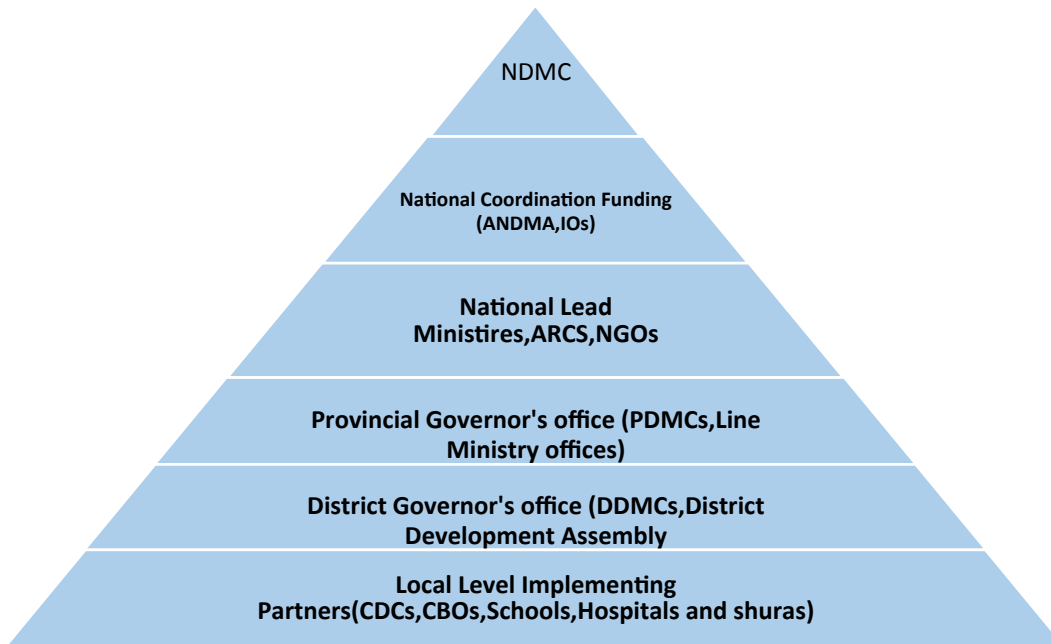 NDMC
National Coordination Funding
(ANDMA,IOs)
National Lead
Ministires,ARCS,NGOs
Provincial Governor's office (PDMCs,Line
Ministry offices)
District Governor's office (DDMCs,District
Development Assembly
Local Level Implementing
Partners(CDCs,CBOs,Schools,Hospitals and shuras)